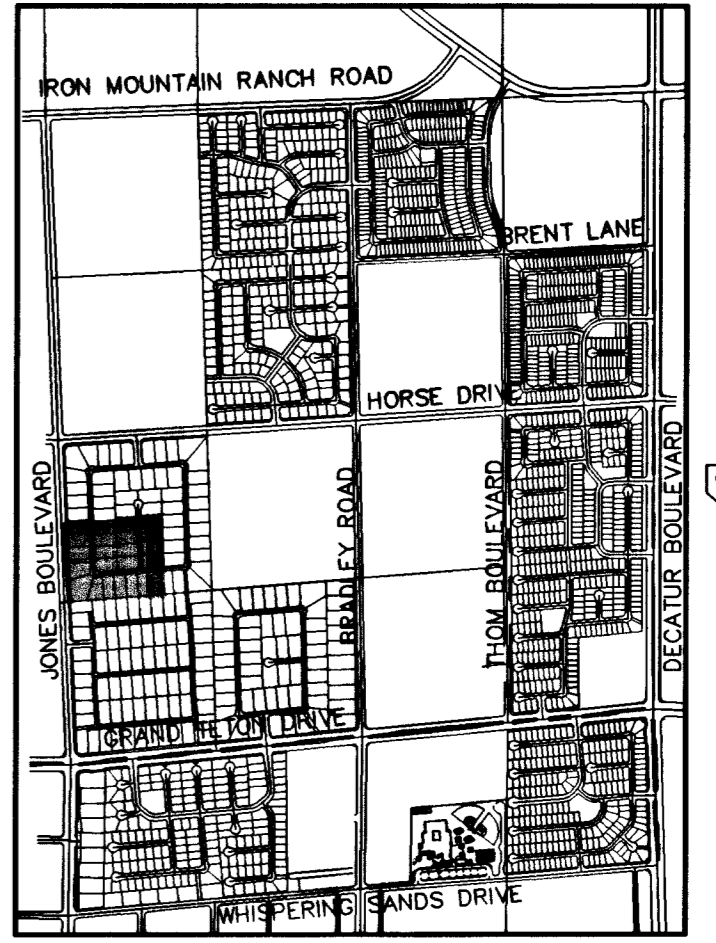 IRON MOUNTAIN RANCH ROAD
BRENT LANE
HORSE DRIVE
JONES BOULEVARD
BRADLEY ROAD
THOM BOULEVARD
DECATUR BOULEVARD
GRAND TETON DRIVE
WHISPERING SANDS DRIVE